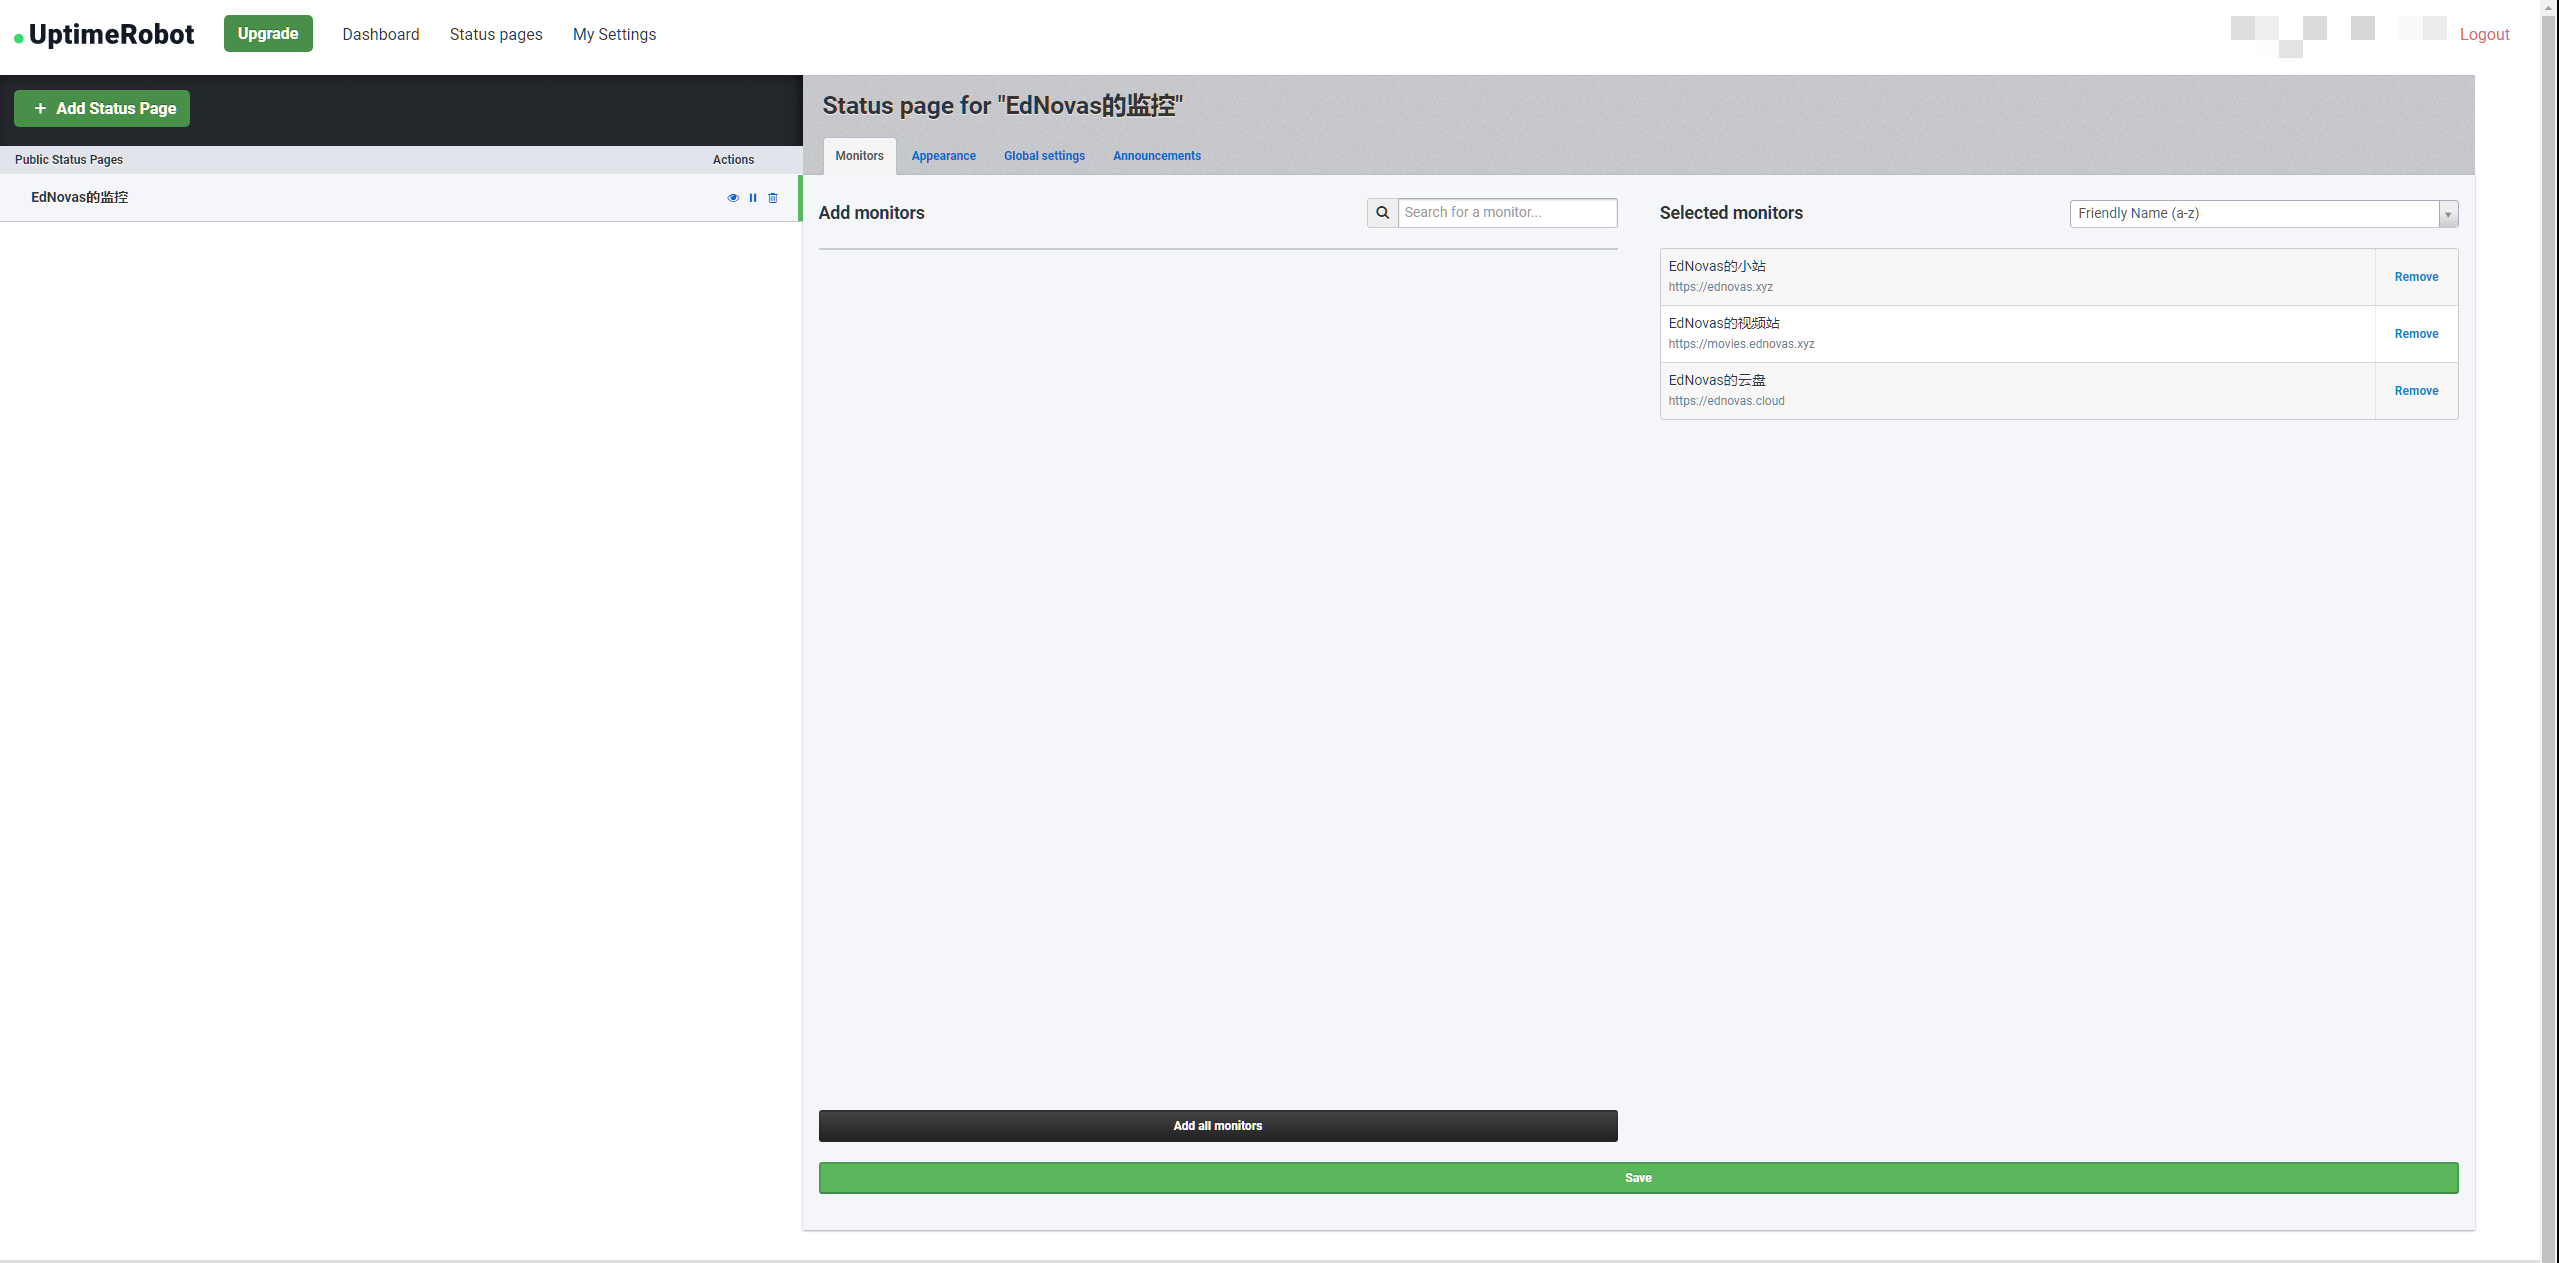 UptimeRobot
Upgrade
Dashboard
Status pages
My Settings
Logout
+ Add Status Page
Public Status Pages
Actions
EdNovas的监控
Status page for "EdNovas的监控"
Monitors
Appearance
Global settings
Announcements
Add monitors
Search for a monitor...
Selected monitors
Friendly Name (a-z)
EdNovas的小站
https://ednovas.xyz
Remove
EdNovas的视频站
https://movies.ednovas.xyz
Remove
EdNovas的云盘
https://ednovas.cloud
Remove
Add all monitors
Save